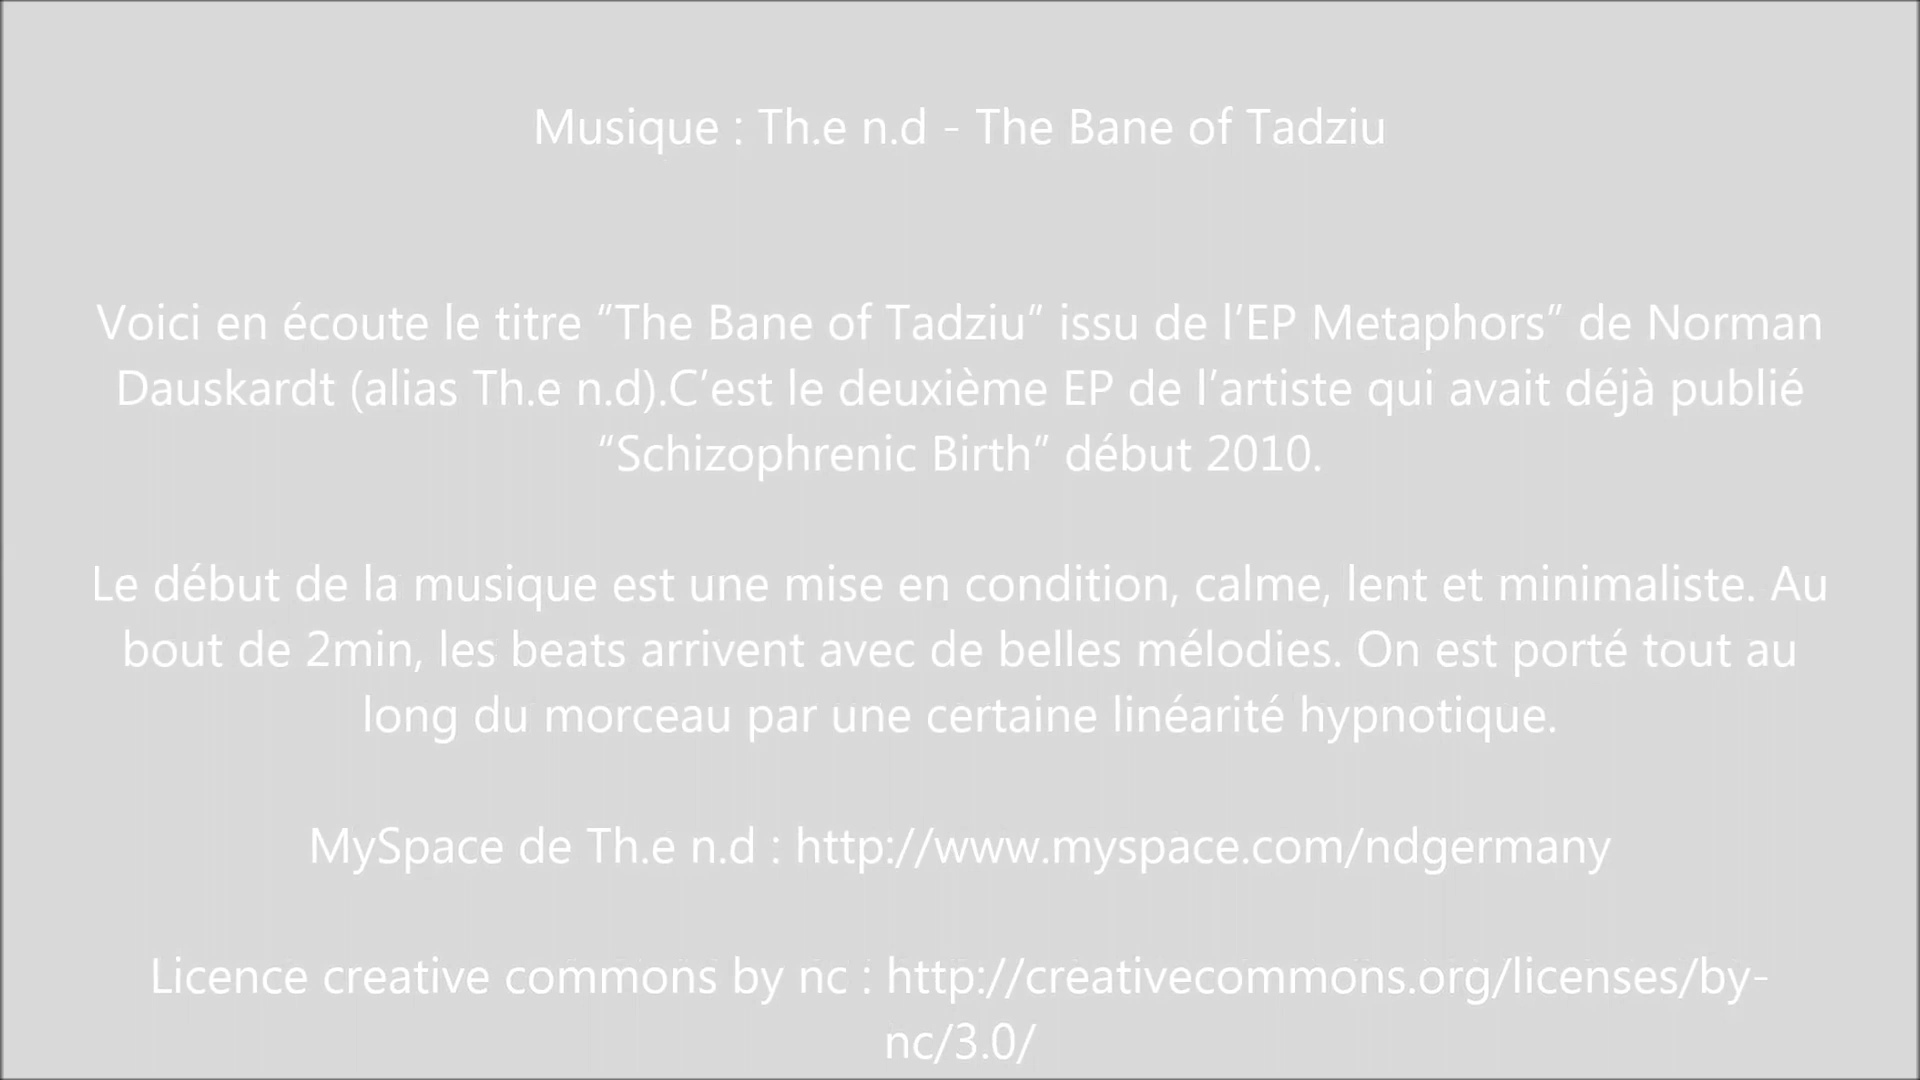 Musique : Th.e n.d - The Bane of Tadziu
Voici en écoute le titre “The Bane of Tadziu” issu de l’EP Metaphors” de Norman
Dauskardt (alias Th.e n.d).C’est le deuxième EP de l’artiste qui avait déjà publié
“Schizophrenic Birth” début 2010.
Le début de la musique est une mise en condition, calme, lent et minimaliste. Au
bout de 2min, les beats arrivent avec de belles mélodies. On est porté tout au
long du morceau par une certaine linéarité hypnotique.
MySpace de Th.e n.d : http://www.myspace.com/ndgermany
Licence creative commons by nc : http://creativecommons.org/licenses/by-
nc/3.0/